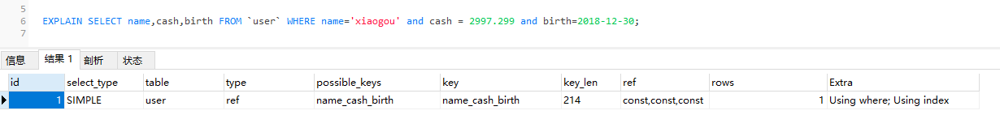 5
6 EXPLAIN SELECT name,cash,birth FROM `user` WHERE name='xiaogou' and cash = 2997.299 and birth=2018-12-30;
7
信息 结果 1 剖析 状态
id select_type table type possible_keys key key_len ref rows Extra
1 SIMPLE user ref name_cash_birth name_cash_birth 214 const,const,const 1 Using where; Using index